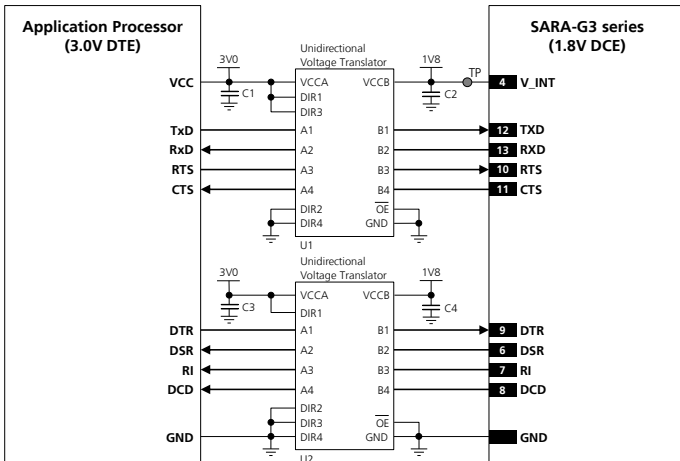 Application Processor
(3.0V DTE)
SARA-G3 series
(1.8V DCE)
Unidirectional
Voltage Translator
3V0
1V8
TP
VCC
VCCA
VCCB
4
V_INT
C1
DIR1
C2
DIR3
TxD
A1
B1
12
TXD
RxD
A2
B2
13
RXD
RTS
A3
B3
10
RTS
CTS
A4
B4
11
CTS
DIR2
OE
DIR4
GND
U1
Unidirectional
Voltage Translator
3V0
1V8
VCCA
VCCB
C3
DIR1
C4
DTR
A1
B1
9
DTR
DSR
A2
B2
6
DSR
RI
A3
B3
7
RI
DCD
A4
B4
8
DCD
DIR2
DIR3
OE
GND
DIR4
GND
GND
U2